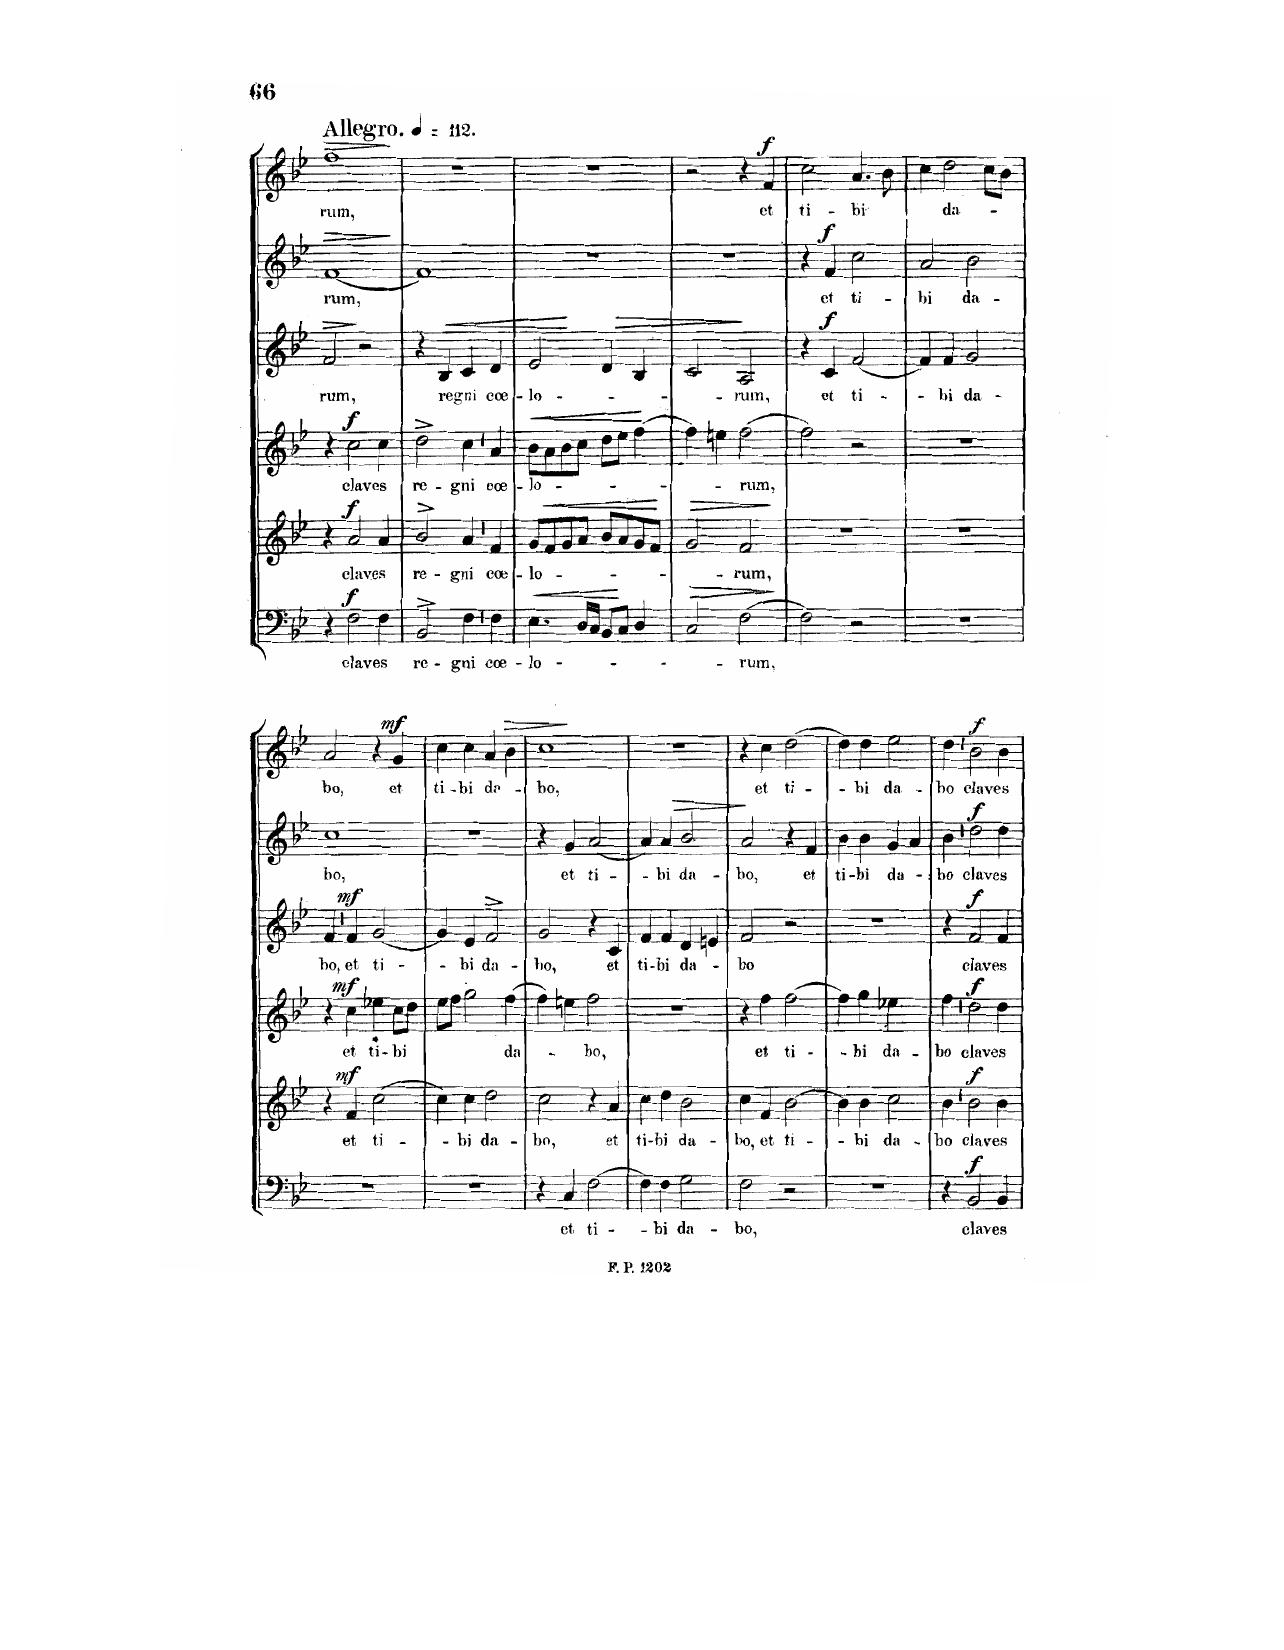 66
Allegro. ♩ = 112.
f
rum, et ti - bi da -
f
rum, et ti - bi da -
f
rum, regni cœ - lo - - - - rum, et ti - - bi da -
f
claves re - gni cœ - lo - - - - rum,
f
claves re - gni cœ - lo - - - - rum,
f
claves re - gni cœ - lo - - - - rum,
mf f
bo, et ti - bi da - bo, et ti - - bi da - bo claves
f
bo, et ti - - bi da - bo, et ti - bi da - bo claves
mf f
bo, et ti - - bi da - bo, et ti - bi da - bo claves
mf f
et ti - bi da - bo, et ti - - bi da - bo claves
mf f
et ti - - bi da - bo, et ti - bi da - bo, et ti - - bi da - bo claves
f
et ti - - bi da - bo, claves
F. P. 1202